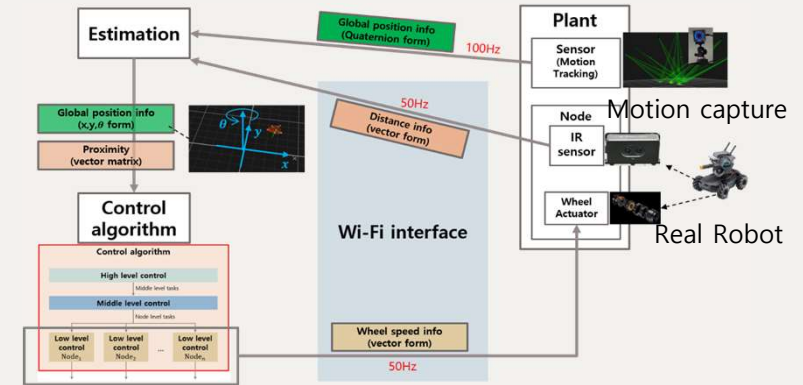 Estimation
Global position info
(Quaternion form)
100Hz
Plant
Sensor
(Motion
Tracking)
50Hz
Motion capture
Global position info
(x,y,θ form)
θ
y
x
Distance info
(vector form)
Node
IR
sensor
Proximity
(vector matrix)
Control
algorithm
Wi-Fi interface
Wheel
Actuator
Real Robot
Control algorithm
High level control
Middle level tasks
Middle level control
Node level tasks
Low level
control
Node₁
Low level
control
Node₂
...
Low level
control
Nodeₙ
Wheel speed info
(vector form)
50Hz